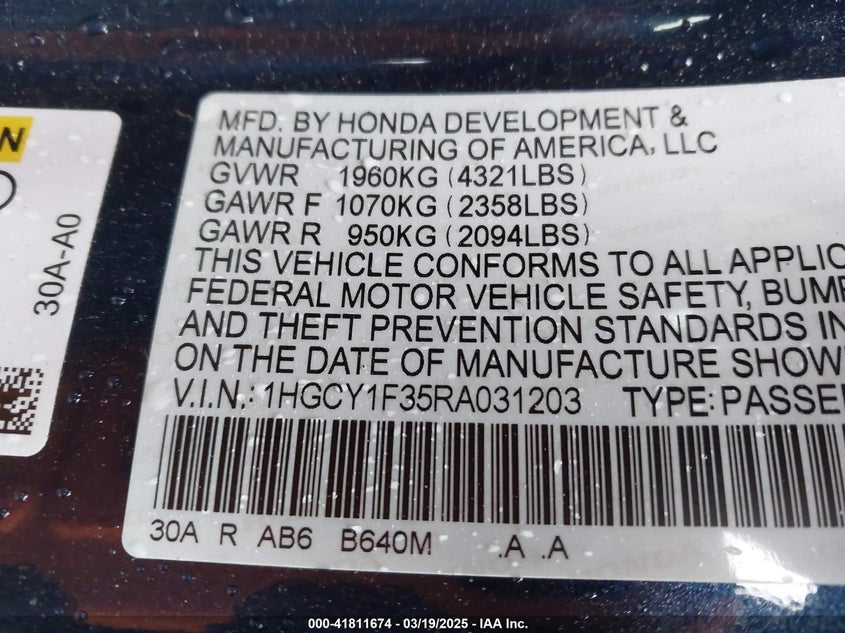 N
30A-A0
MFD. BY HONDA DEVELOPMENT &
MANUFACTURING OF AMERICA, LLC
GVWR 1960KG (4321LBS)
GAWR F 1070KG (2358LBS)
GAWR R 950KG (2094LBS)
THIS VEHICLE CONFORMS TO ALL APPLIC
FEDERAL MOTOR VEHICLE SAFETY, BUMP
AND THEFT PREVENTION STANDARDS IN
ON THE DATE OF MANUFACTURE SHOW
V.I.N.: 1HGCY1F35RA031203 TYPE: PASSE
30A R AB6 B640M .A .A
000-41811674 / 03/19/2025 - IAA Inc.